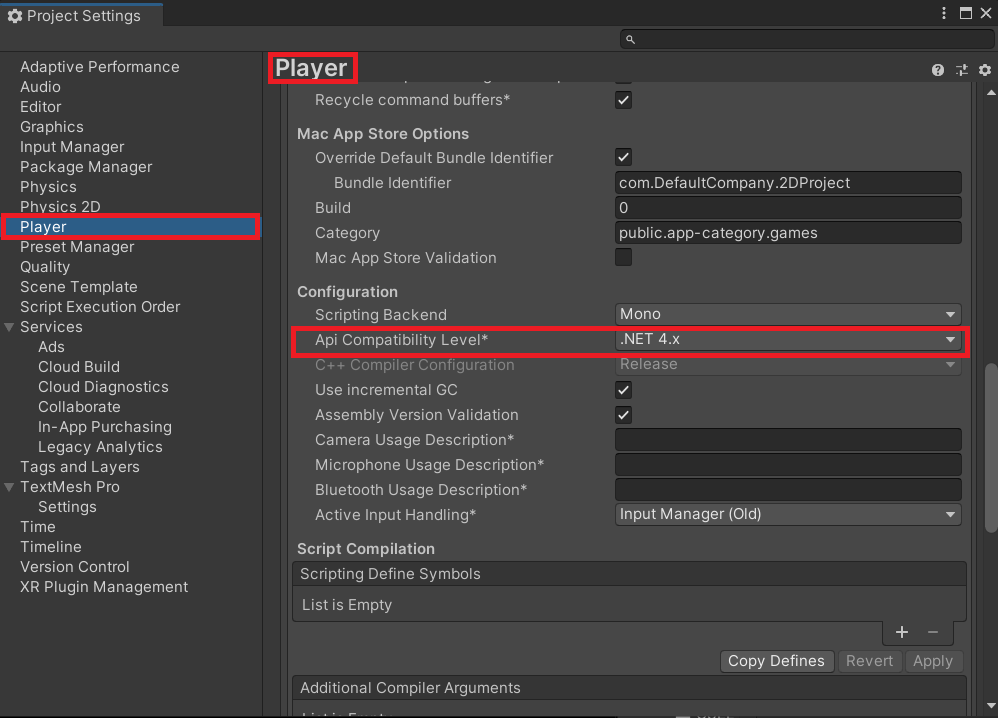 Project Settings
Adaptive Performance
Audio
Editor
Graphics
Input Manager
Package Manager
Physics
Physics 2D
Player
Preset Manager
Quality
Scene Template
Script Execution Order
Services
Ads
Cloud Build
Cloud Diagnostics
Collaborate
In-App Purchasing
Legacy Analytics
Tags and Layers
TextMesh Pro
Settings
Time
Timeline
Version Control
XR Plugin Management
Player
Recycle command buffers*
Mac App Store Options
Override Default Bundle Identifier
Bundle Identifier com.DefaultCompany.2DProject
Build 0
Category public.app-category.games
Mac App Store Validation
Configuration
Scripting Backend Mono
Api Compatibility Level* .NET 4.x
C++ Compiler Configuration Release
Use incremental GC
Assembly Version Validation
Camera Usage Description*
Microphone Usage Description*
Bluetooth Usage Description*
Active Input Handling* Input Manager (Old)
Script Compilation
Scripting Define Symbols
List is Empty
Copy Defines Revert Apply
Additional Compiler Arguments
List is Empty